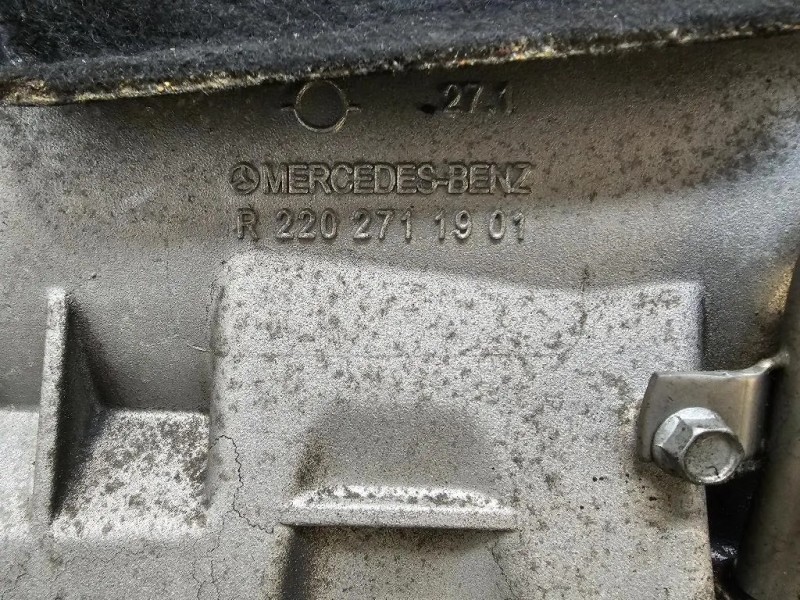 27.1
MERCEDES-BENZ
R 220 271 19 01